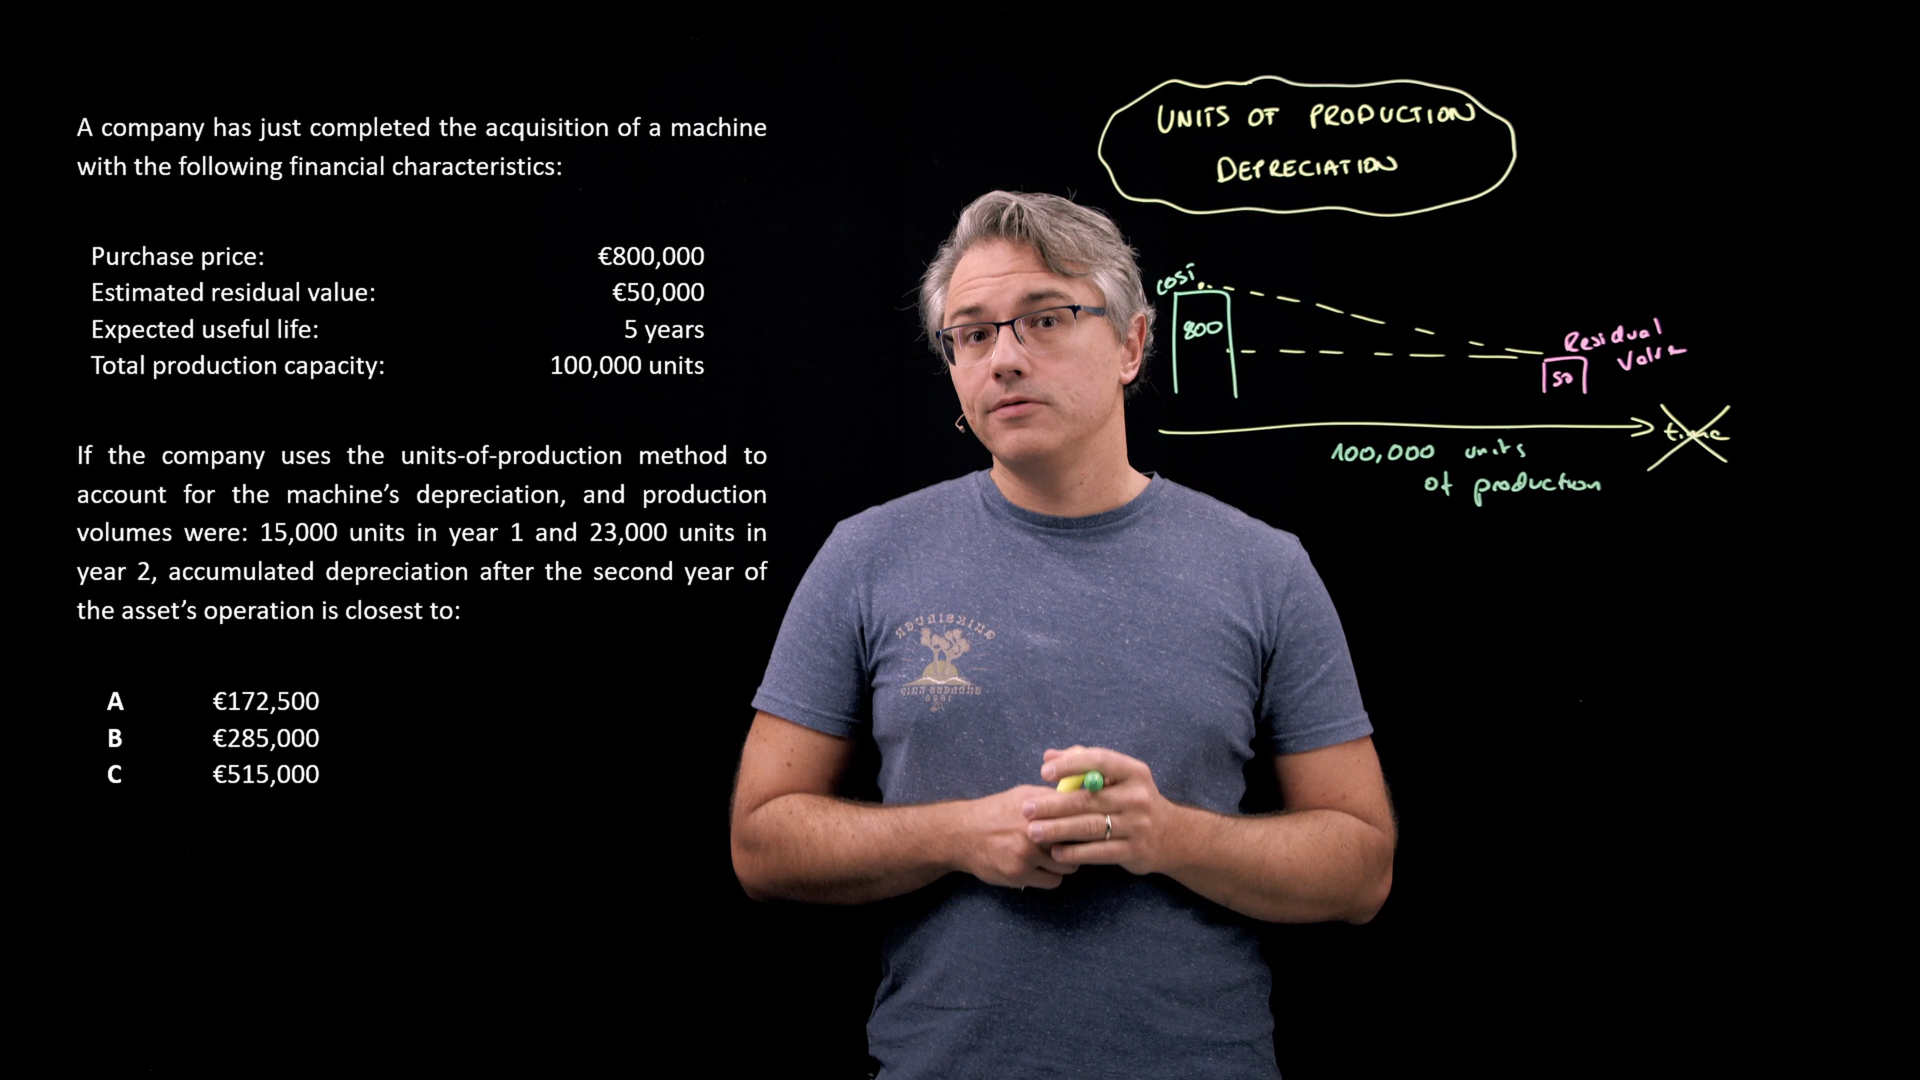 A company has just completed the acquisition of a machine
with the following financial characteristics:
Purchase price: €800,000
Estimated residual value: €50,000
Expected useful life: 5 years
Total production capacity: 100,000 units
If the company uses the units-of-production method to
account for the machine’s depreciation, and production
volumes were: 15,000 units in year 1 and 23,000 units in
year 2, accumulated depreciation after the second year of
the asset’s operation is closest to:
A €172,500
B €285,000
C €515,000
UNITS OF PRODUCTION
DEPRECIATION
cost
800
Residual
Value
50
time
100,000 units
of production